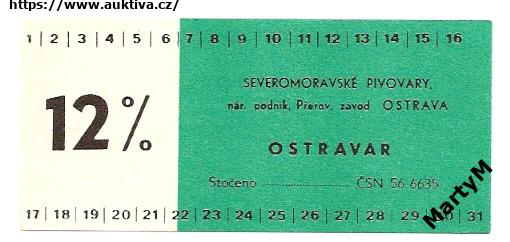 https://www.auktiva.cz/
1 | 2 | 3 | 4 | 5 | 6 | 7 | 8 | 9 | 10 | 11 | 12 | 13 | 14 | 15 | 16
SEVEROMORAVSKÉ PIVOVARY,
nár. podnik, Přerov, závod OSTRAVA
12%
OSTRAVAR
Stočeno .......................... ČSN 56 6635
MartyM
17 | 18 | 19 | 20 | 21 | 22 | 23 | 24 | 25 | 26 | 27 | 28 | 29 | 30 | 31